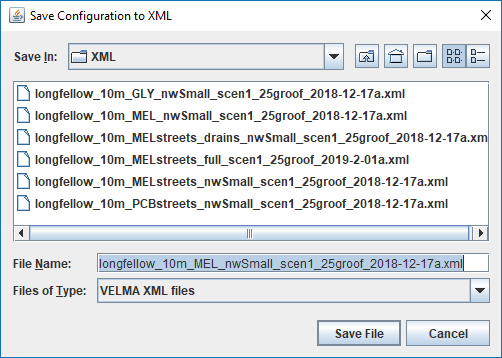 Save Configuration to XML
Save In: XML
longfellow_10m_GLY_nwSmall_scen1_25groof_2018-12-17a.xml
longfellow_10m_MEL_nwSmall_scen1_25groof_2018-12-17a.xml
longfellow_10m_MELstreets_drains_nwSmall_scen1_25groof_2018-12-17a.xm
longfellow_10m_MELstreets_full_scen1_25groof_2019-2-01a.xml
longfellow_10m_MELstreets_nwSmall_scen1_25groof_2018-12-17a.xml
longfellow_10m_PCBstreets_nwSmall_scen1_25groof_2018-12-17a.xml
File Name: longfellow_10m_MEL_nwSmall_scen1_25groof_2018-12-17a.xml
Files of Type: VELMA XML files
Save File Cancel